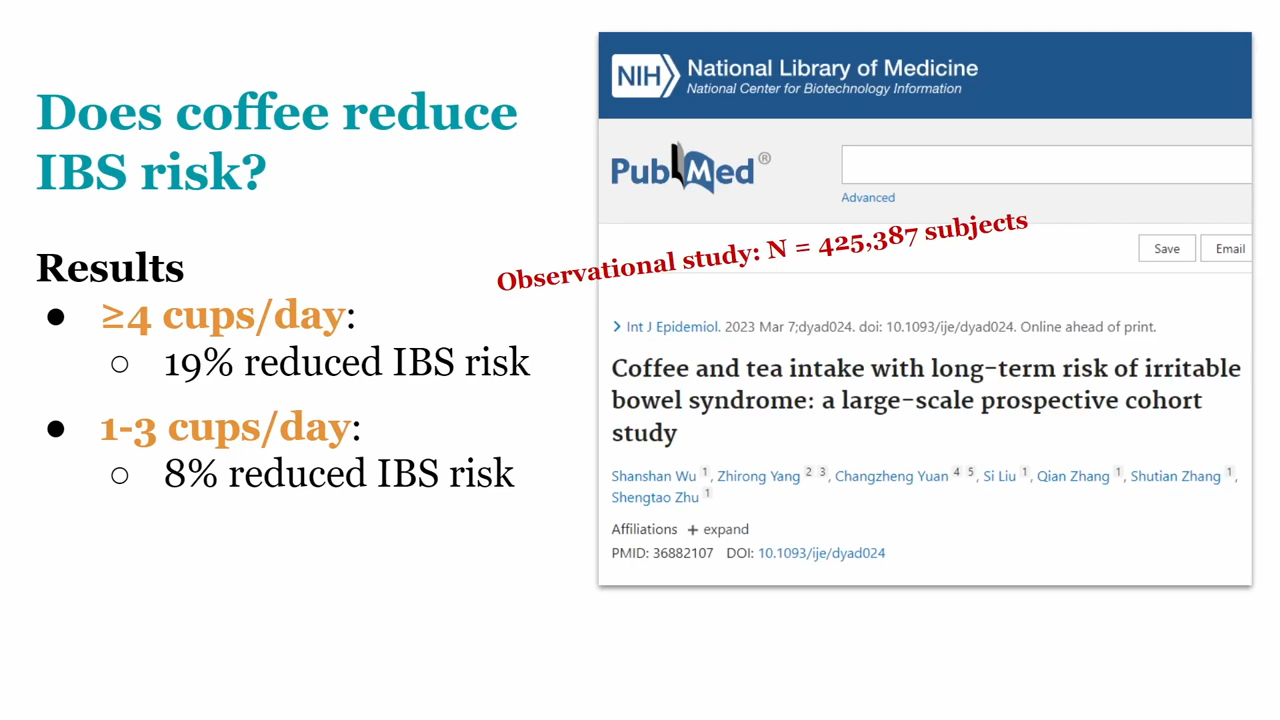 Does coffee reduce
IBS risk?
Results
● ≥4 cups/day:
○ 19% reduced IBS risk
● 1-3 cups/day:
○ 8% reduced IBS risk
NIH National Library of Medicine
National Center for Biotechnology Information
PubMed®
Advanced
Observational study: N = 425,387 subjects
Save Email
Int J Epidemiol. 2023 Mar 7;dyad024. doi: 10.1093/ije/dyad024. Online ahead of print.
Coffee and tea intake with long-term risk of irritable
bowel syndrome: a large-scale prospective cohort
study
Shanshan Wu 1, Zhirong Yang 2 3, Changzheng Yuan 4 5, Si Liu 1, Qian Zhang 1, Shutian Zhang 1,
Shengtao Zhu 1
Affiliations + expand
PMID: 36882107 DOI: 10.1093/ije/dyad024